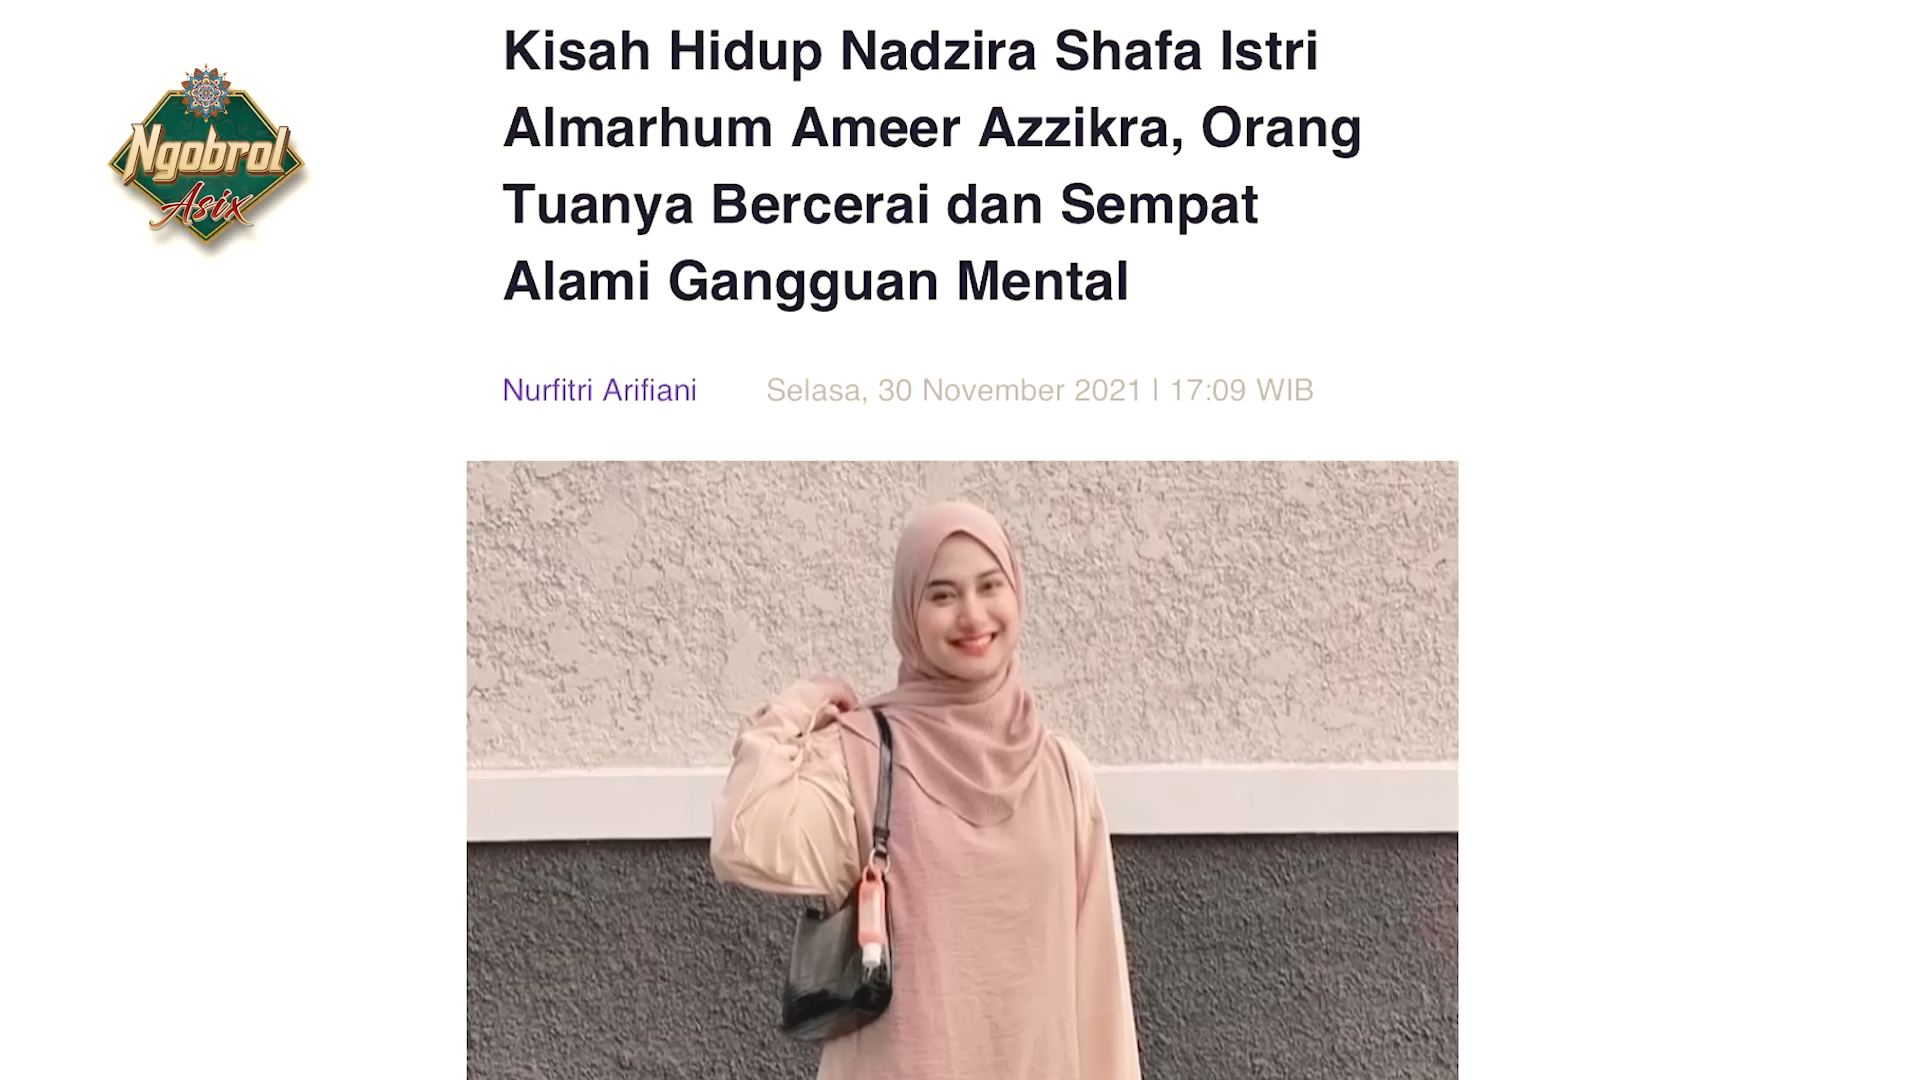 Ngobrol
Asix
Kisah Hidup Nadzira Shafa Istri
Almarhum Ameer Azzikra, Orang
Tuanya Bercerai dan Sempat
Alami Gangguan Mental
Nurfitri Arifiani Selasa, 30 November 2021 | 17:09 WIB